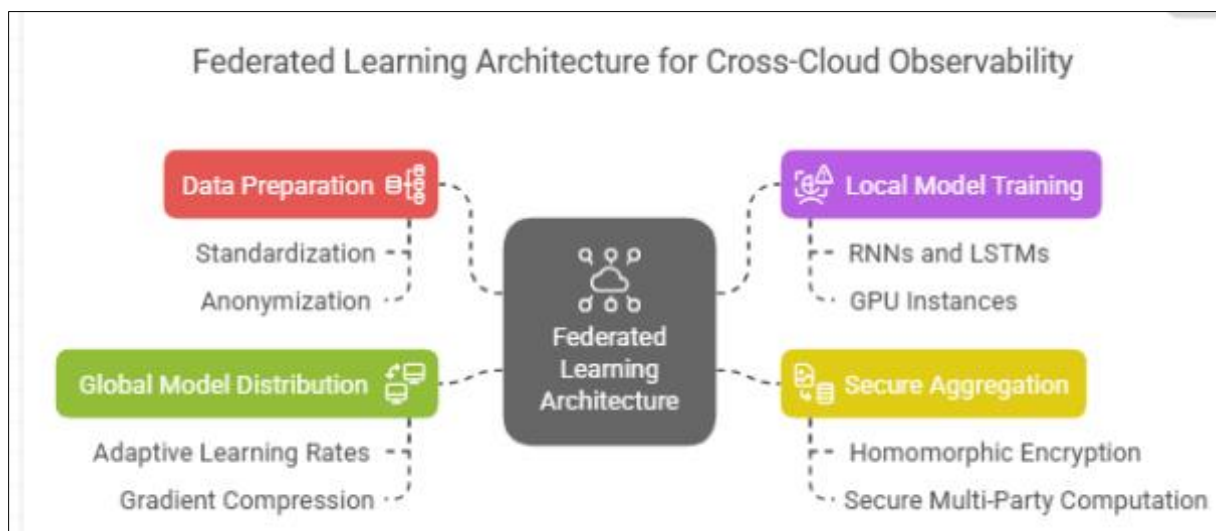 Federated Learning Architecture for Cross-Cloud Observability
Data Preparation
Standardization
Anonymization
Global Model Distribution
Adaptive Learning Rates
Gradient Compression
Federated
Learning
Architecture
Local Model Training
RNNs and LSTMs
GPU Instances
Secure Aggregation
Homomorphic Encryption
Secure Multi-Party Computation